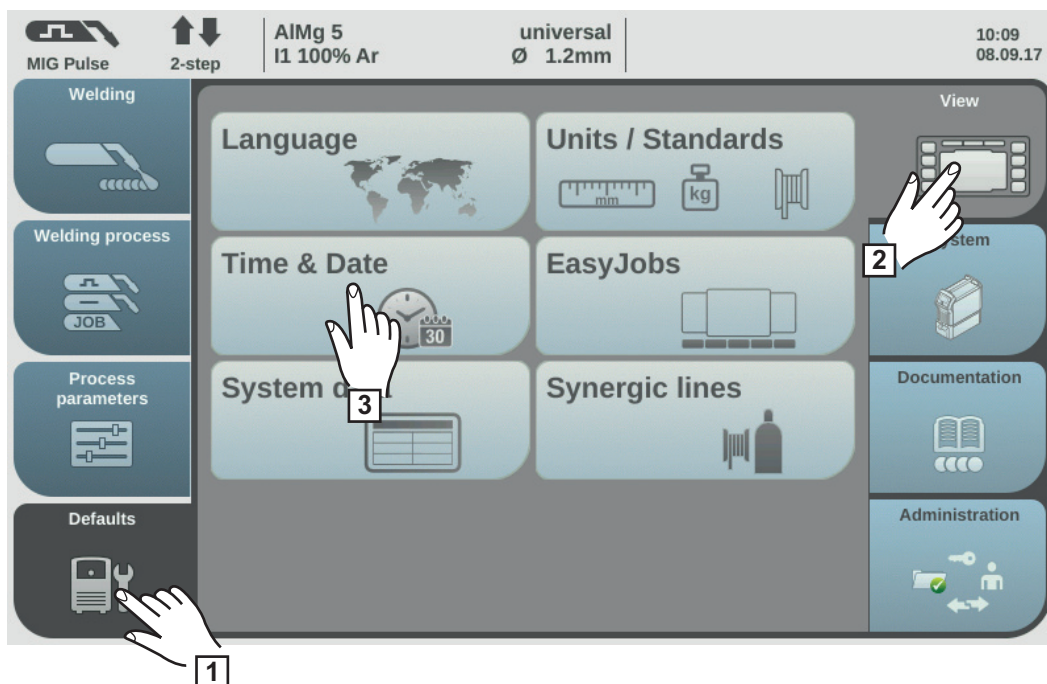 MIG Pulse
2-step
AlMg 5
I1 100% Ar
universal
Ø 1.2mm
10:09
08.09.17
Welding
Welding process
JOB
Process
parameters
Defaults
Language
Units / Standards
mm
kg
Time & Date
30
EasyJobs
System
Synergic lines
View
Documentation
Administration
1
2
3